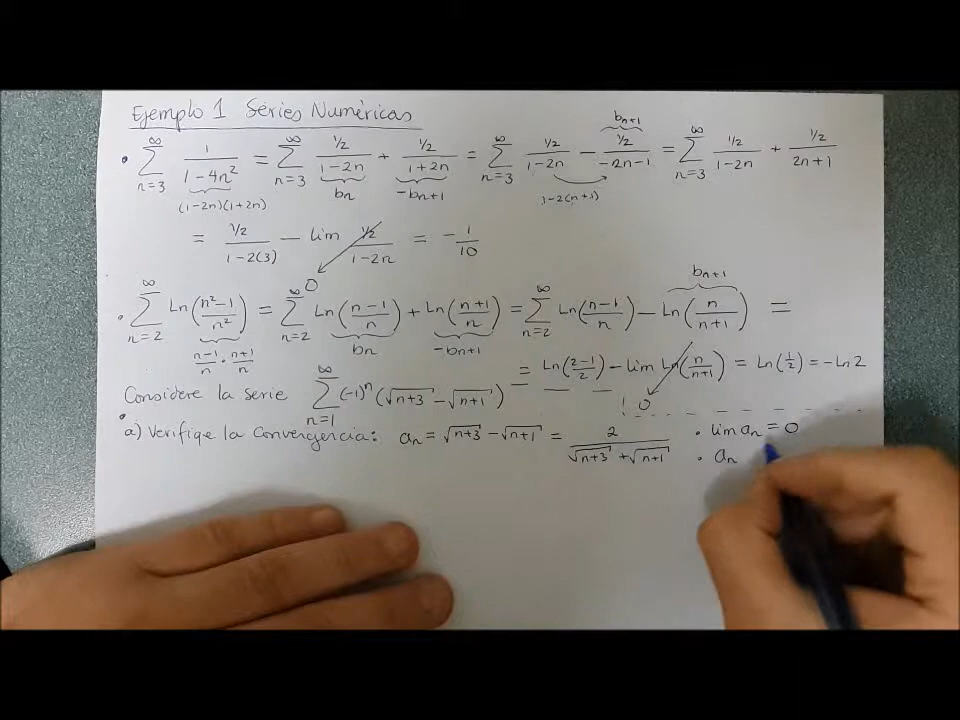 Ejemplo 1 Series Numéricas
• ∑_{n=3}^{∞} 1/(1-4n²) = ∑_{n=3}^{∞} ½/(1-2n) + ½/(1+2n) = ∑_{n=3}^{∞} ½/(1-2n) - ½/(-2n-1) = ∑_{n=3}^{∞} ½/(1-2n) + ½/(2n+1)
(1-2n)(1+2n) bn -bn+1 1-2(n+1) bn+1
= ½/(1-2(3)) - lim ½/(1-2n) = -1/10
0
• ∑_{n=2}^{∞} Ln((n²-1)/n²) = ∑_{n=2}^{∞} Ln((n-1)/n) + Ln((n+1)/n) = ∑_{n=2}^{∞} Ln((n-1)/n) - Ln(n/(n+1)) =
(n-1)/n · (n+1)/n bn -bn+1 bn+1
= Ln((2-1)/2) - lim Ln(n/(n+1)) = Ln(1/2) = -Ln 2
0
Considere la serie ∑_{n=1}^{∞} (-1)ⁿ (√(n+3) - √(n+1))
a) Verifiqe la Convergencia: an = √(n+3) - √(n+1) = 2/(√(n+3) + √(n+1)) • lim an = 0
• an